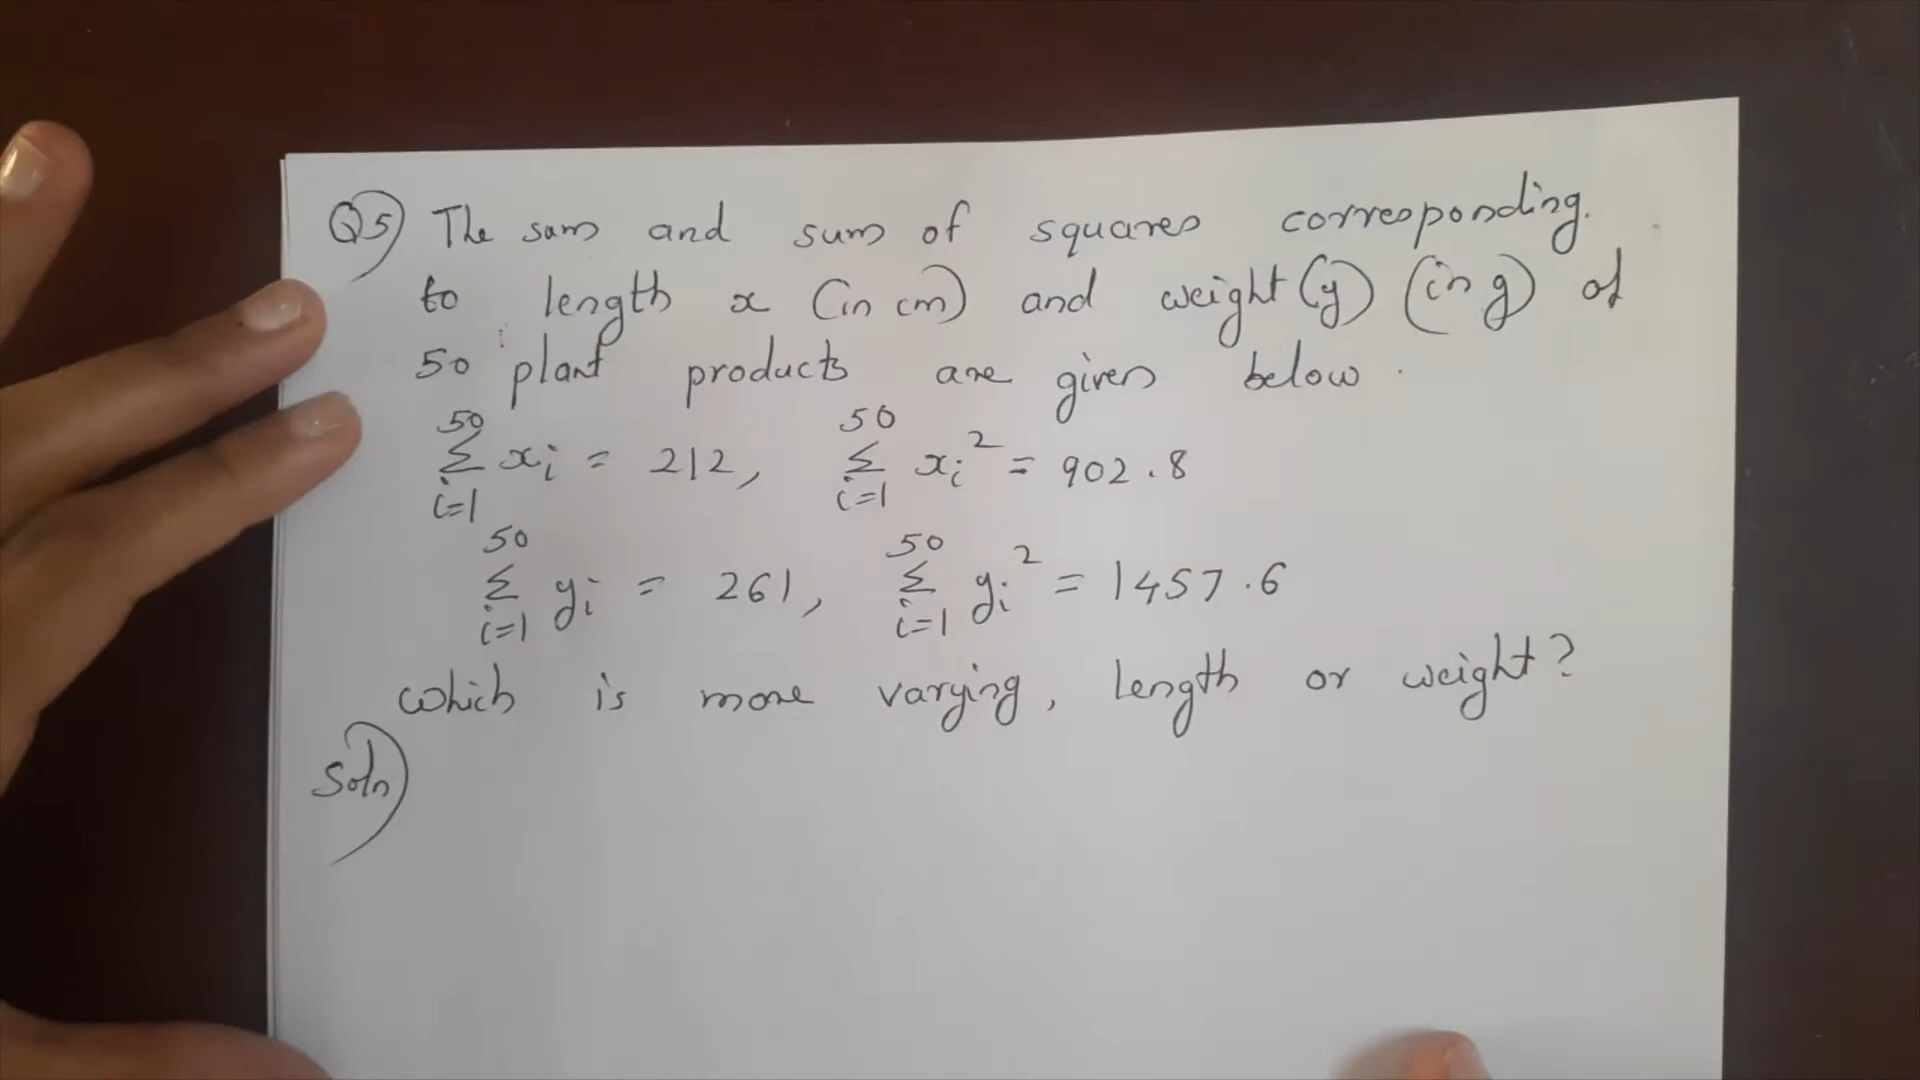 Q5) The sum and sum of squares corresponding
to length x (in cm) and weight (y) (in g) of
50 plant products are given below.
50∑i=1 xi = 212, 50∑i=1 xi² = 902.8
50∑i=1 yi = 261, 50∑i=1 yi² = 1457.6
Which is more varying, length or weight?
Soln)